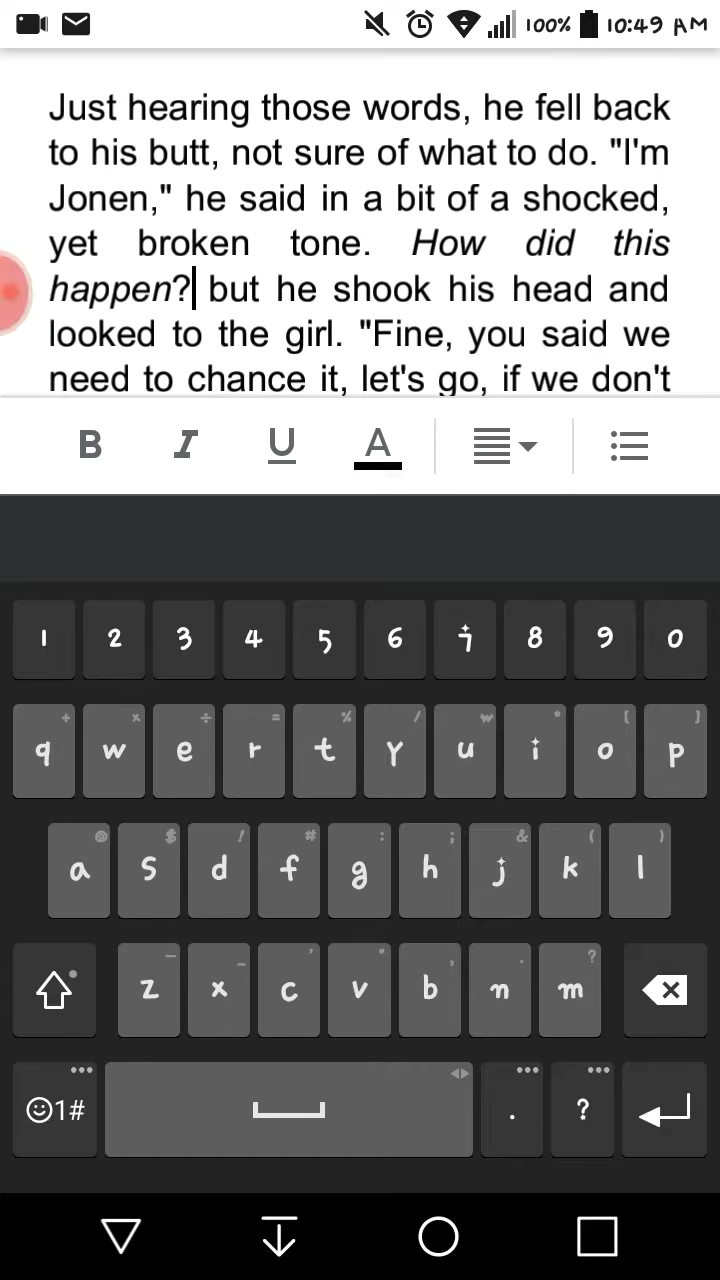 100% 10:49 AM
Just hearing those words, he fell back
to his butt, not sure of what to do. "I'm
Jonen," he said in a bit of a shocked,
yet broken tone. How did this
happen? but he shook his head and
looked to the girl. "Fine, you said we
need to chance it, let's go, if we don't
B I U A
1 2 3 4 5 6 7 8 9 0
+ × ÷ = % / ₩ * [ ]
q w e r t y u i o p
@ $ ! # : ; & ( )
a s d f g h j k l
— _ ' " , . ?
z x c v b n m
1# . ?